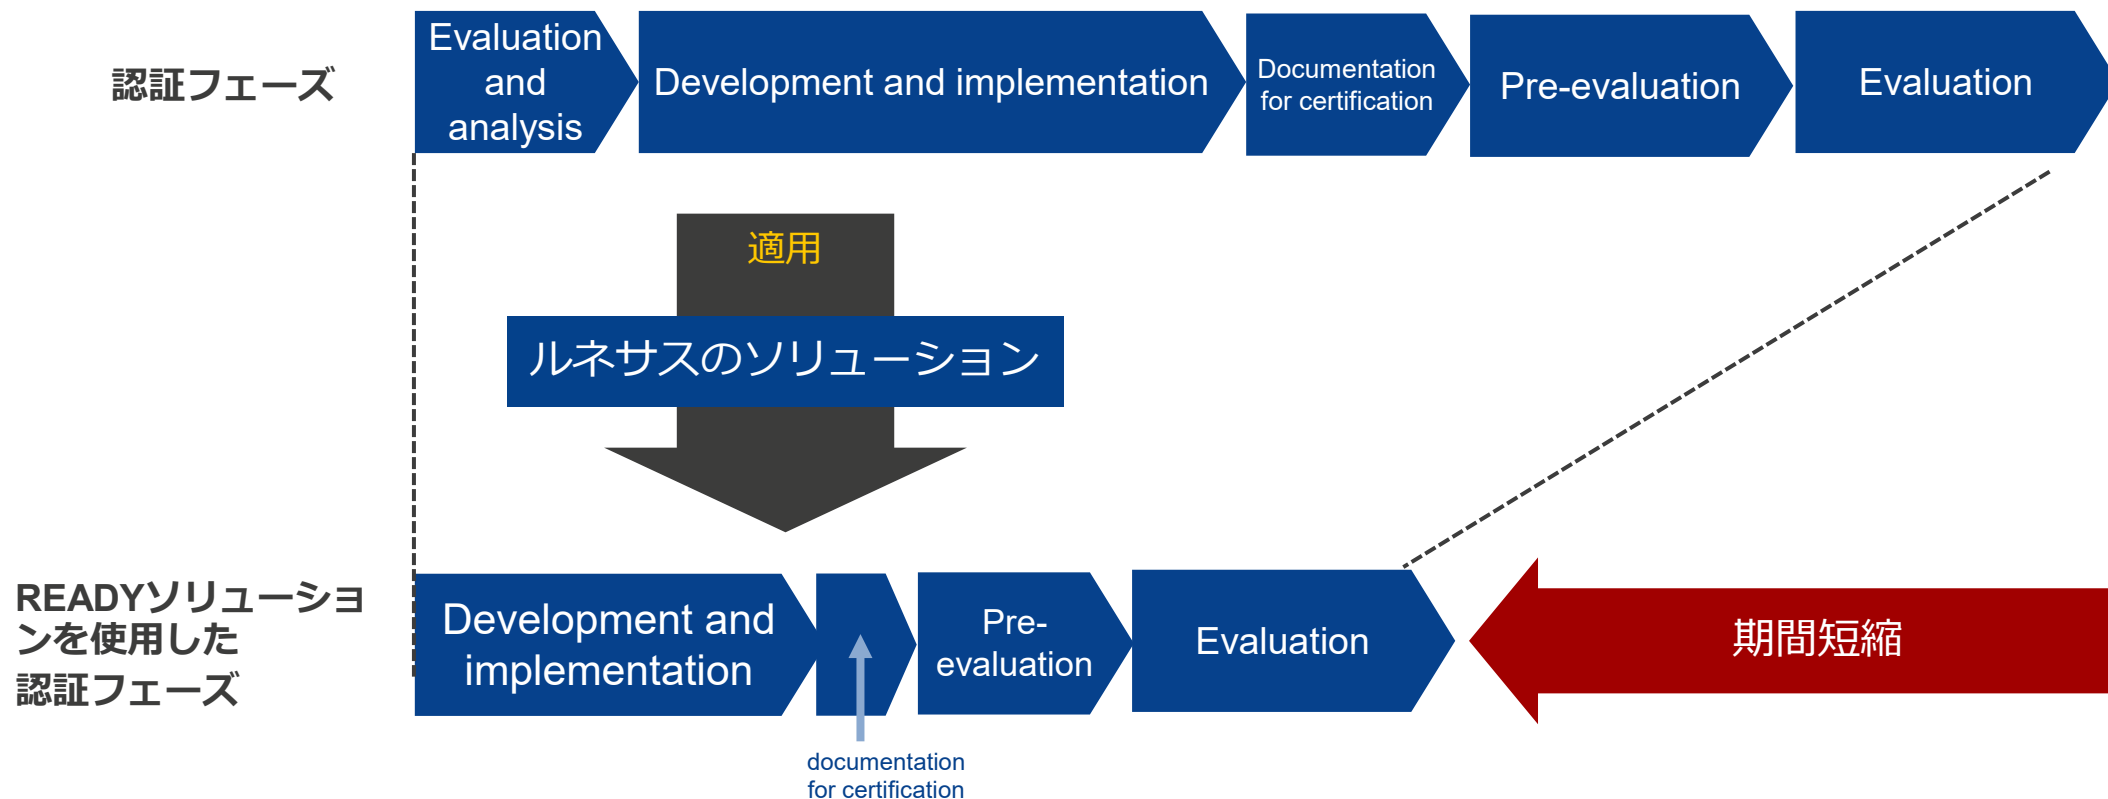 認証フェーズ
Evaluation
and
analysis
Development and implementation
Documentation
for certification
Pre-evaluation
Evaluation
適用
ルネサスのソリューション
READYソリューショ
ンを使用した
認証フェーズ
Development and
implementation
documentation
for certification
Pre-
evaluation
Evaluation
期間短縮